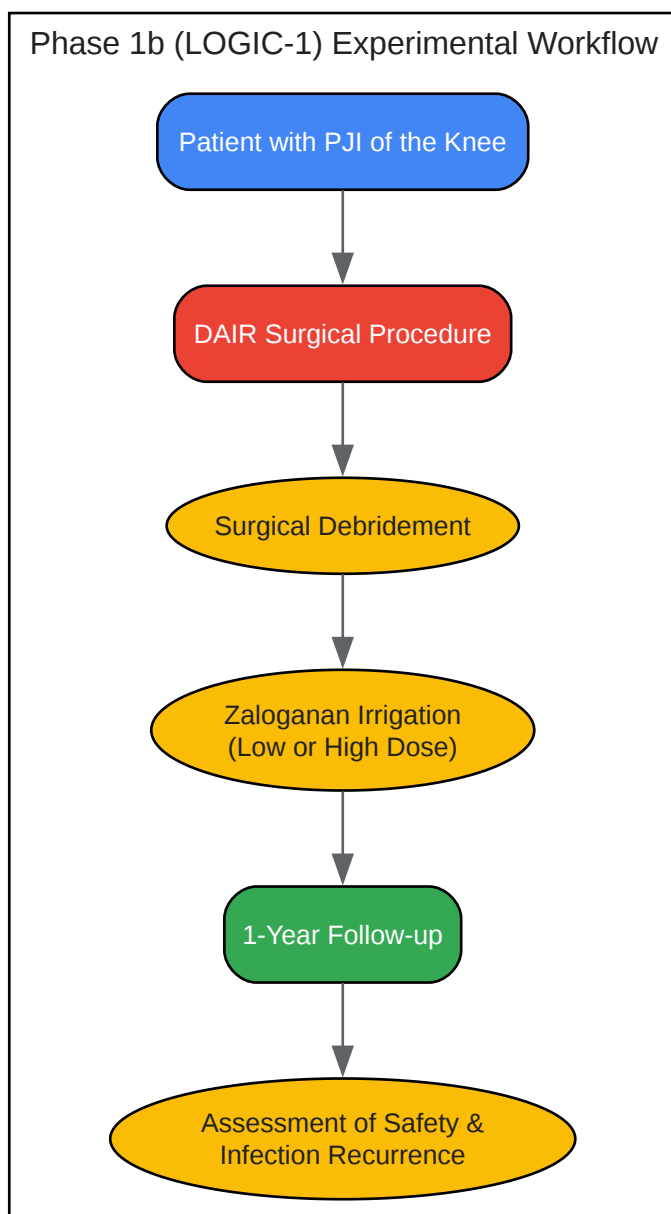 Phase 1b (LOGIC-1) Experimental Workflow
Patient with PJI of the Knee
DAIR Surgical Procedure
Surgical Debridement
Zaloganan Irrigation
(Low or High Dose)
1-Year Follow-up
Assessment of Safety &
Infection Recurrence